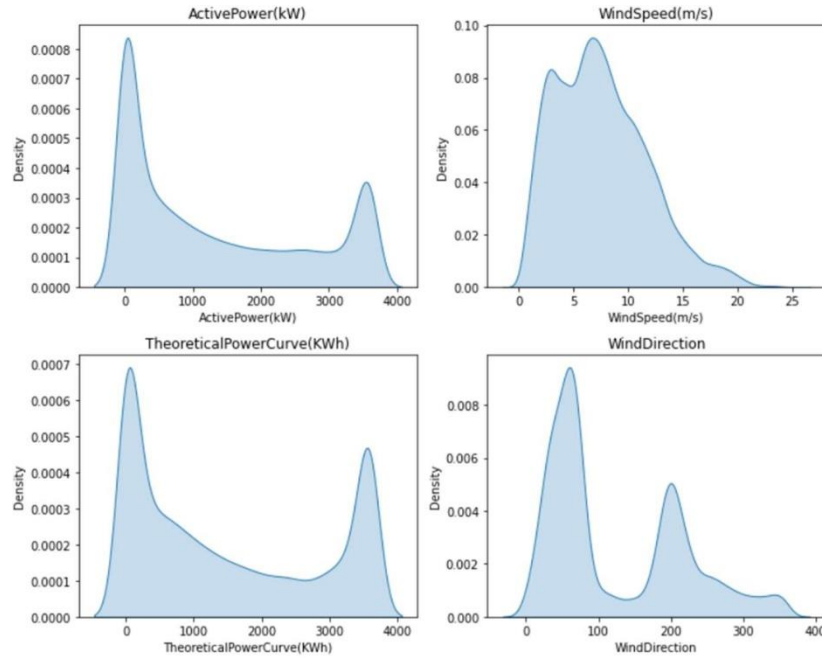 ActivePower(kW)
Density
0.0008
0.0007
0.0006
0.0005
0.0004
0.0003
0.0002
0.0001
0.0000
0 1000 2000 3000 4000
ActivePower(kW)
WindSpeed(m/s)
Density
0.10
0.08
0.06
0.04
0.02
0.00
0 5 10 15 20 25
WindSpeed(m/s)
TheoreticalPowerCurve(KWh)
Density
0.0007
0.0006
0.0005
0.0004
0.0003
0.0002
0.0001
0.0000
0 1000 2000 3000 4000
TheoreticalPowerCurve(KWh)
WindDirection
Density
0.008
0.006
0.004
0.002
0.000
0 100 200 300 400
WindDirection